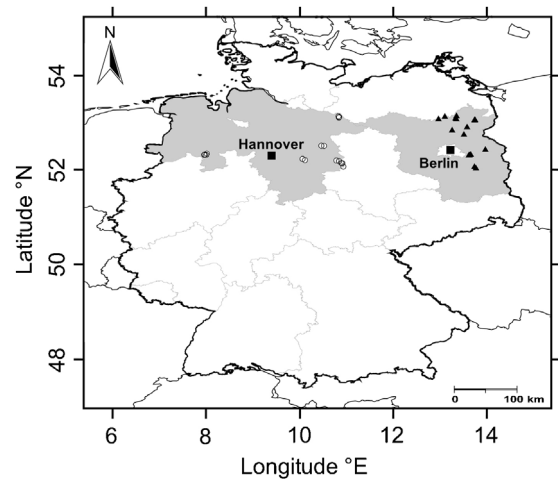 N
54
52
50
48
Latitude °N
Hannover
Berlin
0 100 km
6 8 10 12 14
Longitude °E